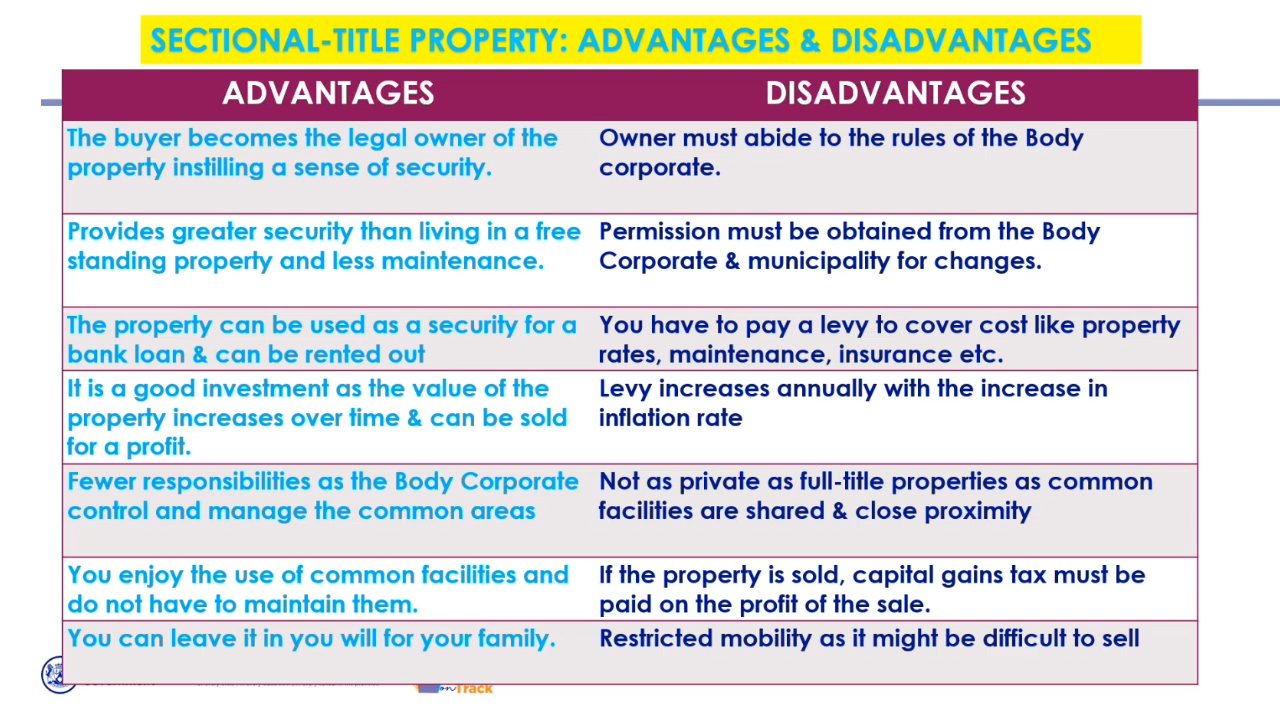 SECTIONAL-TITLE PROPERTY: ADVANTAGES & DISADVANTAGES
ADVANTAGES
DISADVANTAGES
The buyer becomes the legal owner of the
property instilling a sense of security.
Owner must abide to the rules of the Body
corporate.
Provides greater security than living in a free
standing property and less maintenance.
Permission must be obtained from the Body
Corporate & municipality for changes.
The property can be used as a security for a
bank loan & can be rented out
You have to pay a levy to cover cost like property
rates, maintenance, insurance etc.
It is a good investment as the value of the
property increases over time & can be sold
for a profit.
Levy increases annually with the increase in
inflation rate
Fewer responsibilities as the Body Corporate
control and manage the common areas
Not as private as full-title properties as common
facilities are shared & close proximity
You enjoy the use of common facilities and
do not have to maintain them.
If the property is sold, capital gains tax must be
paid on the profit of the sale.
You can leave it in you will for your family.
Restricted mobility as it might be difficult to sell
onTrack